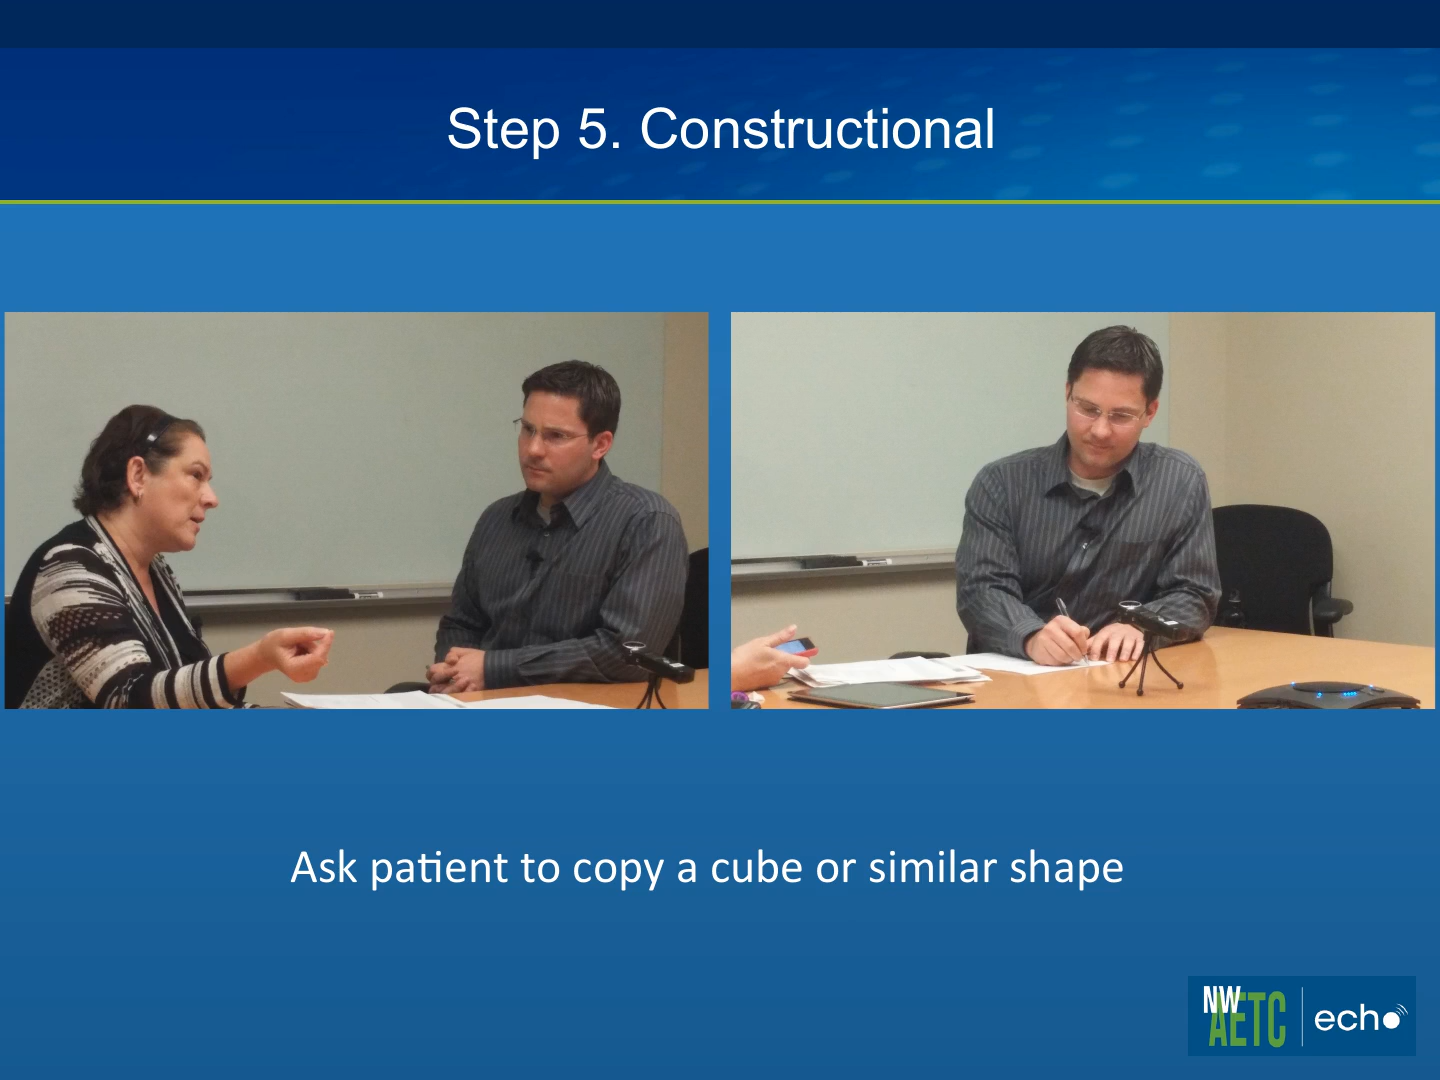 Step 5. Constructional
Ask patient to copy a cube or similar shape
NW
AETC
echo